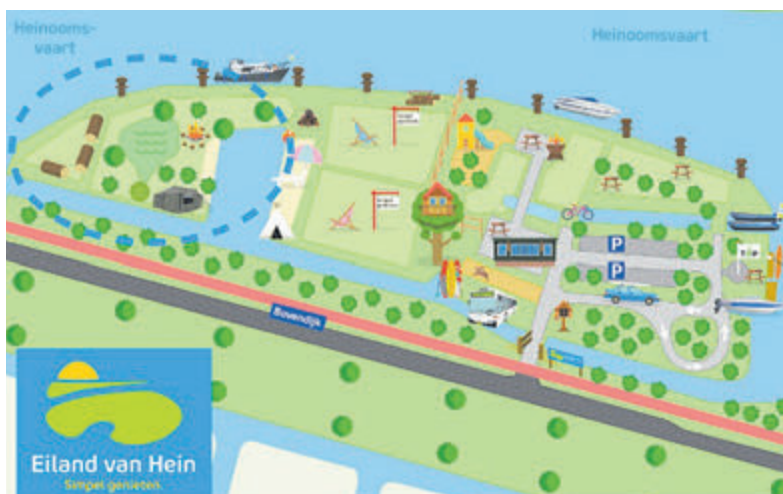 Heinooms-
vaart
Heinoomsvaart
P
P
Bovendijk
Eiland van Hein
Simpel genieten.